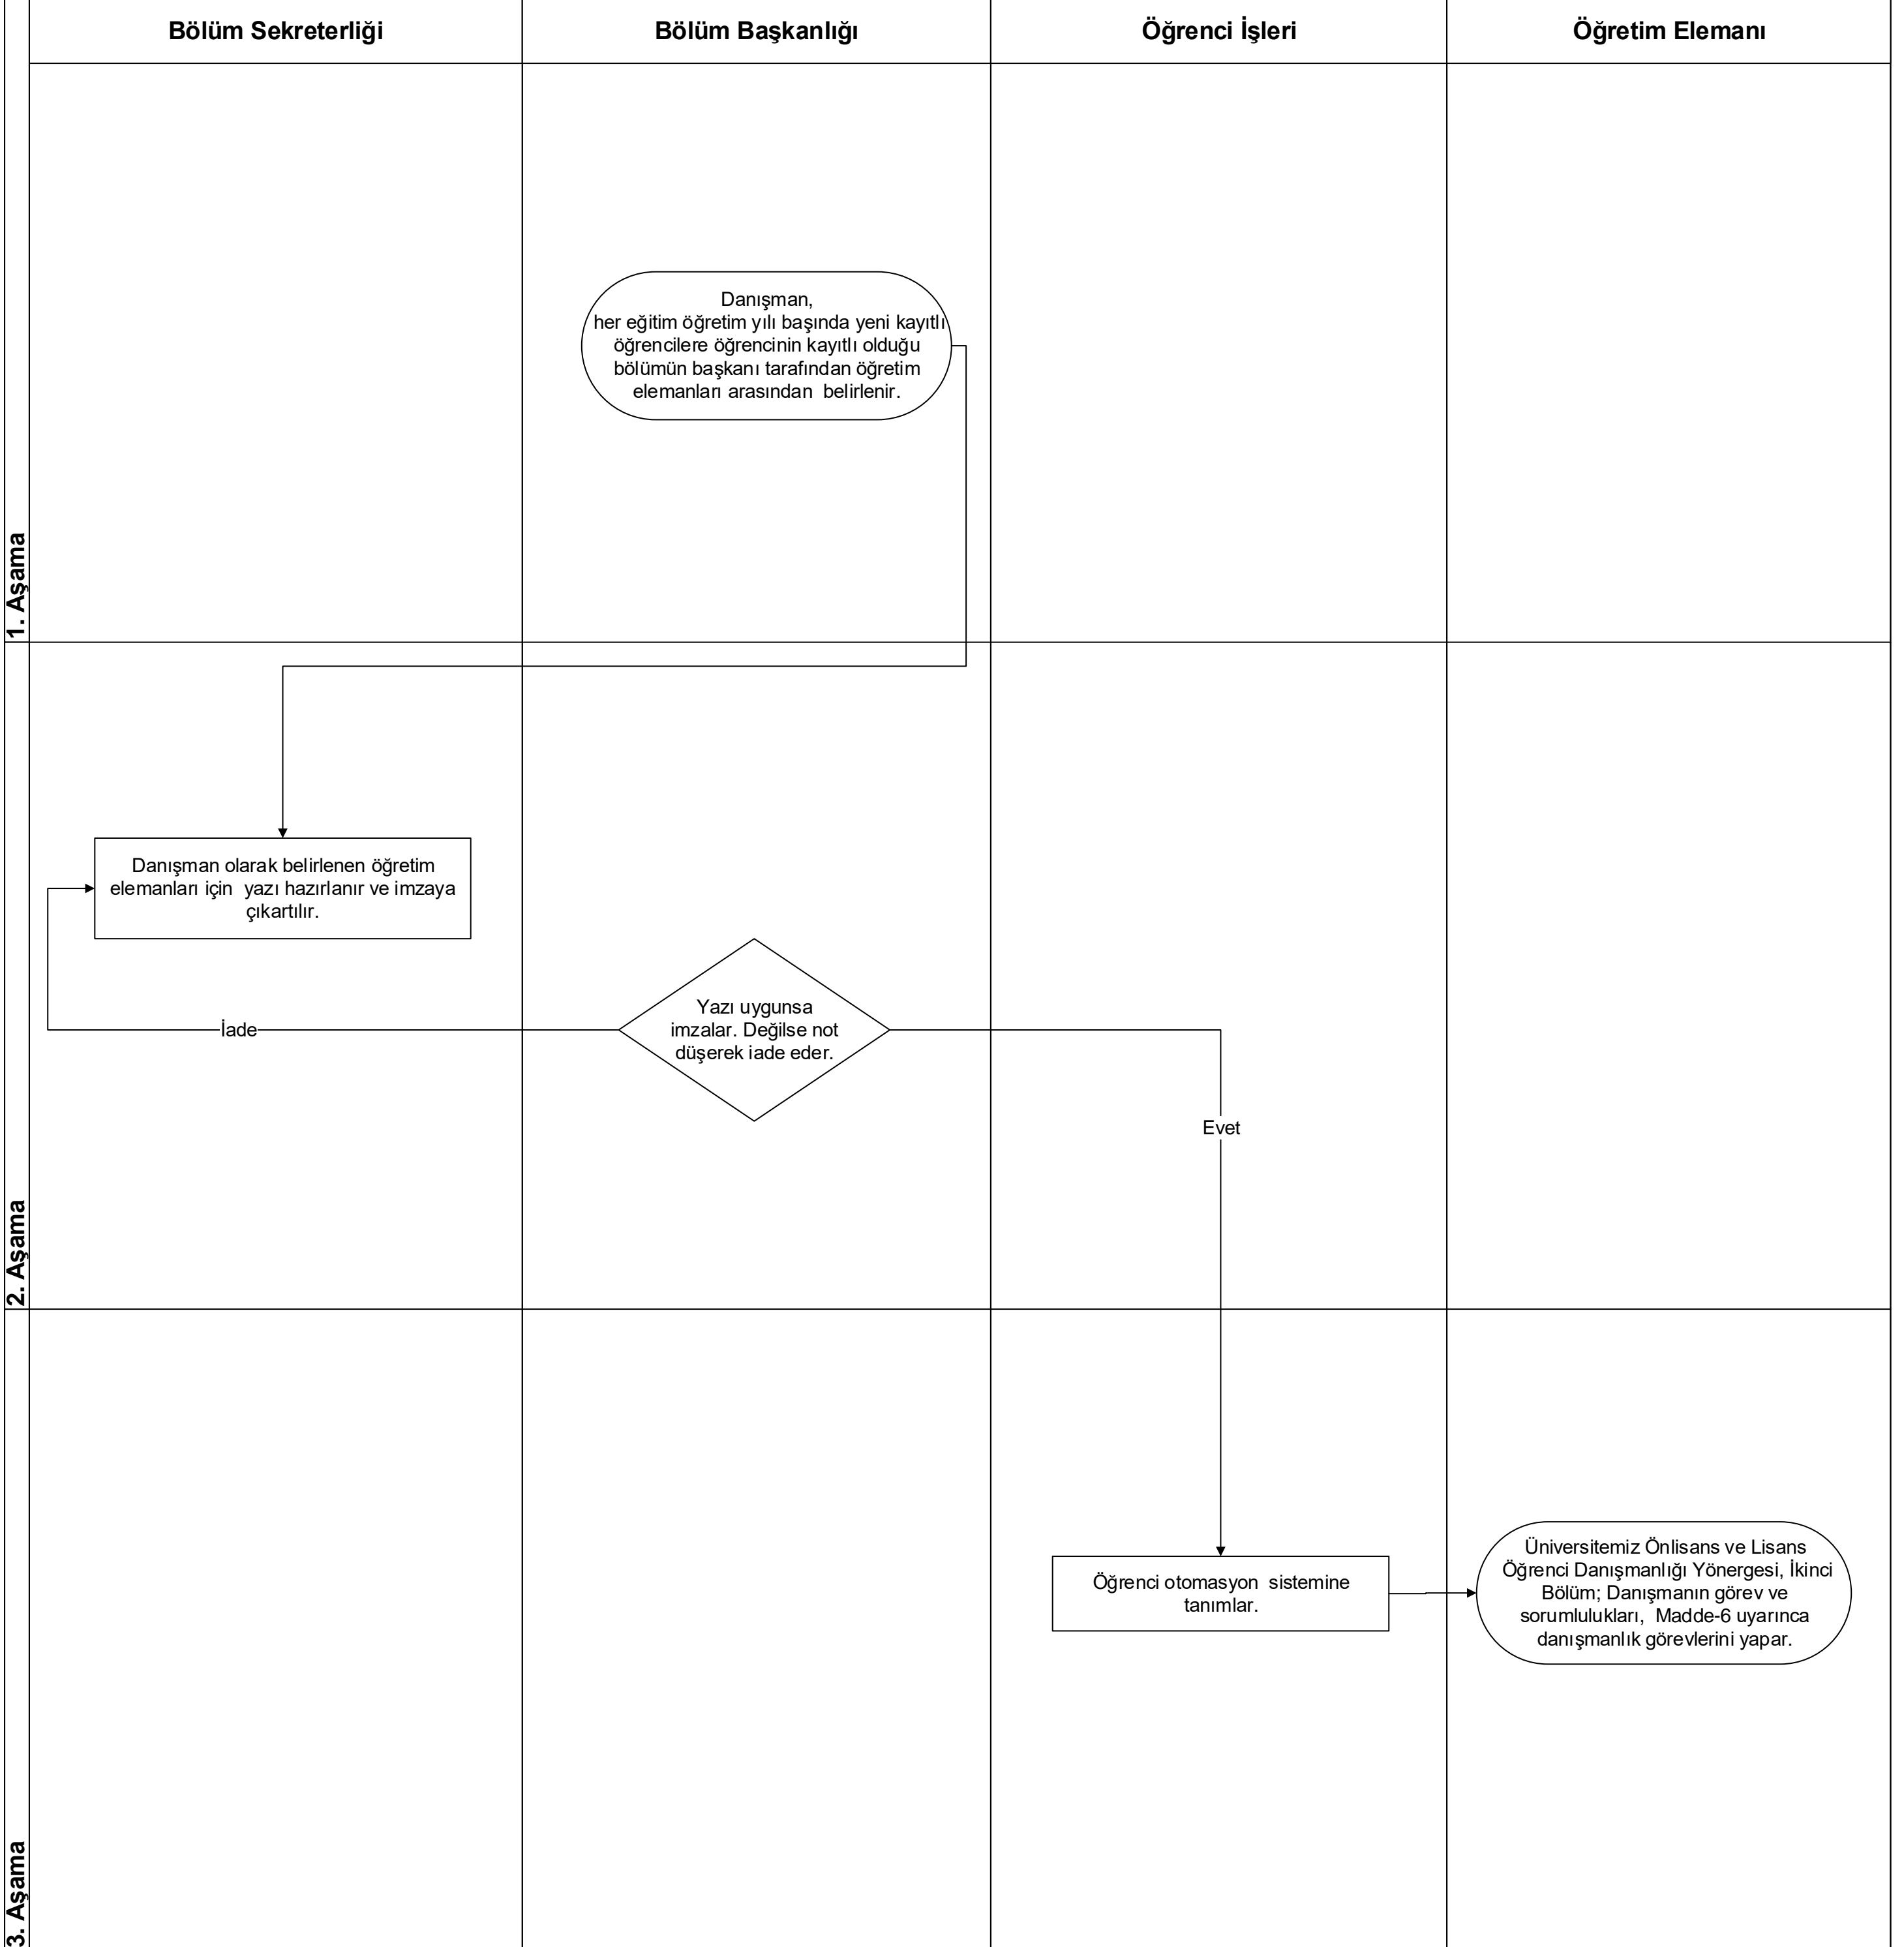 Bölüm Sekreterliği
Bölüm Başkanlığı
Öğrenci İşleri
Öğretim Elemanı
1. Aşama
Danışman,
her eğitim öğretim yılı başında yeni kayıtlı
öğrencilere öğrencinin kayıtlı olduğu
bölümün başkanı tarafından öğretim
elemanları arasından  belirlenir.
2. Aşama
Danışman olarak belirlenen öğretim
elemanları için  yazı hazırlanır ve imzaya
çıkartılır.
Yazı uygunsa
imzalar. Değilse not
düşerek iade eder.
İade
Evet
3. Aşama
Öğrenci otomasyon  sistemine
tanımlar.
Üniversitemiz Önlisans ve Lisans
Öğrenci Danışmanlığı Yönergesi, İkinci
Bölüm; Danışmanın görev ve
sorumlulukları,  Madde-6 uyarınca
danışmanlık görevlerini yapar.